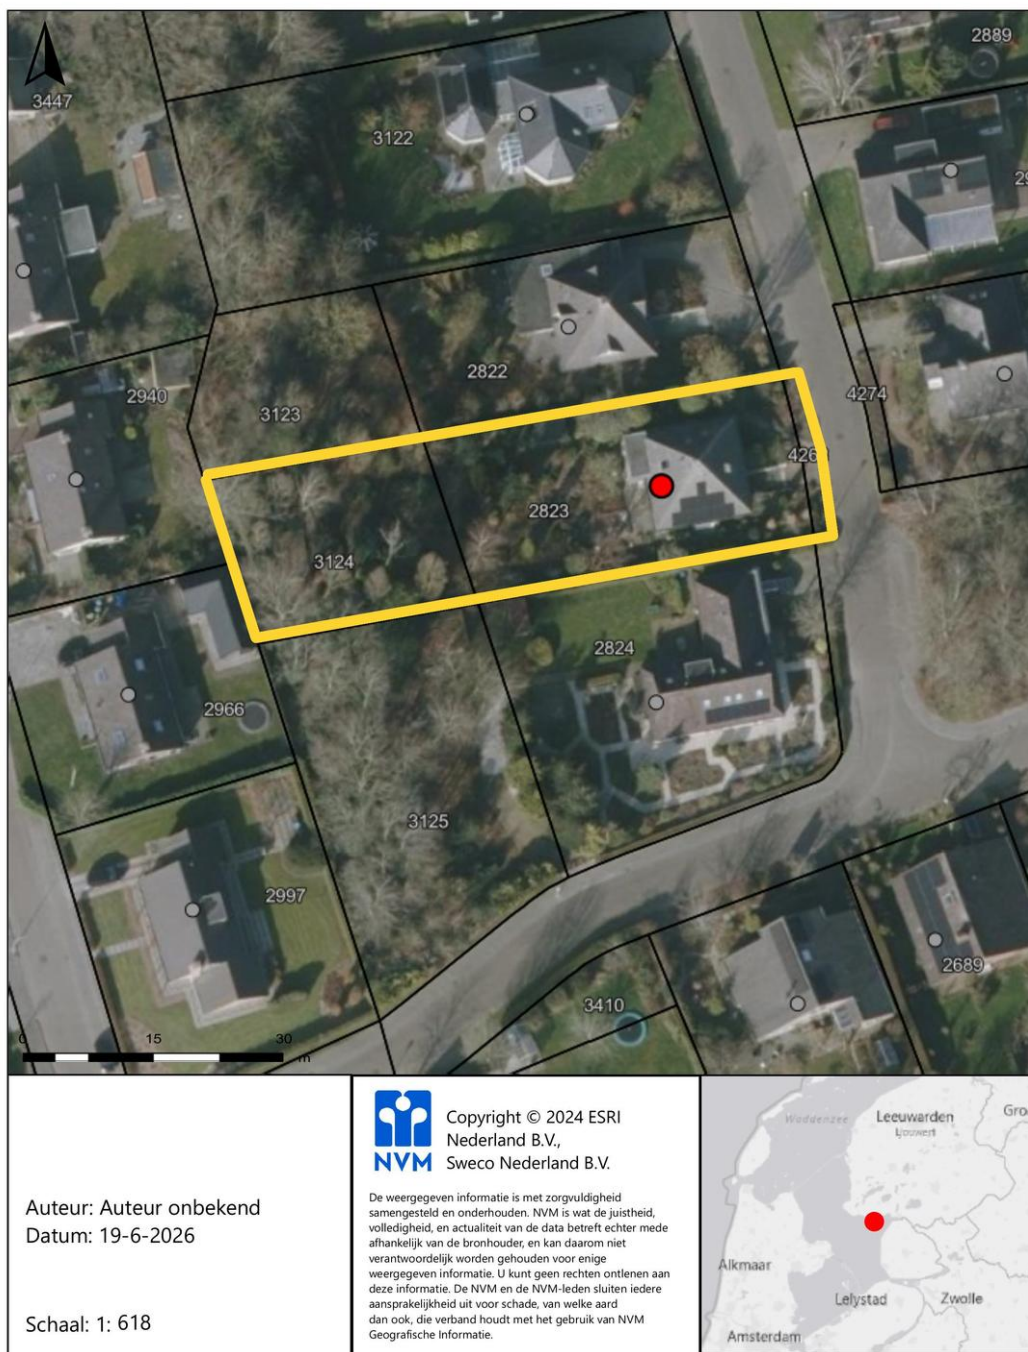 2889
3447
3122
2940
2822
3123
4274
2823
3124
2824
2966
3125
2997
2689
3410
0 15 30
m
Auteur: Auteur onbekend
Datum: 19-6-2026
Schaal: 1: 618
NVM
Copyright © 2024 ESRI
Nederland B.V.,
Sweco Nederland B.V.
De weergegeven informatie is met zorgvuldigheid
samengesteld en onderhouden. NVM is wat de juistheid,
volledigheid, en actualiteit van de data betreft echter mede
afhankelijk van de bronhouder, en kan daarom niet
verantwoordelijk worden gehouden voor enige
weergegeven informatie. U kunt geen rechten ontlenen aan
deze informatie. De NVM en de NVM-leden sluiten iedere
aansprakelijkheid uit voor schade, van welke aard
dan ook, die verband houdt met het gebruik van NVM
Geografische Informatie.
Waddenzee
Leeuwarden
Ljouwert
Alkmaar
Lelystad
Zwolle
Amsterdam